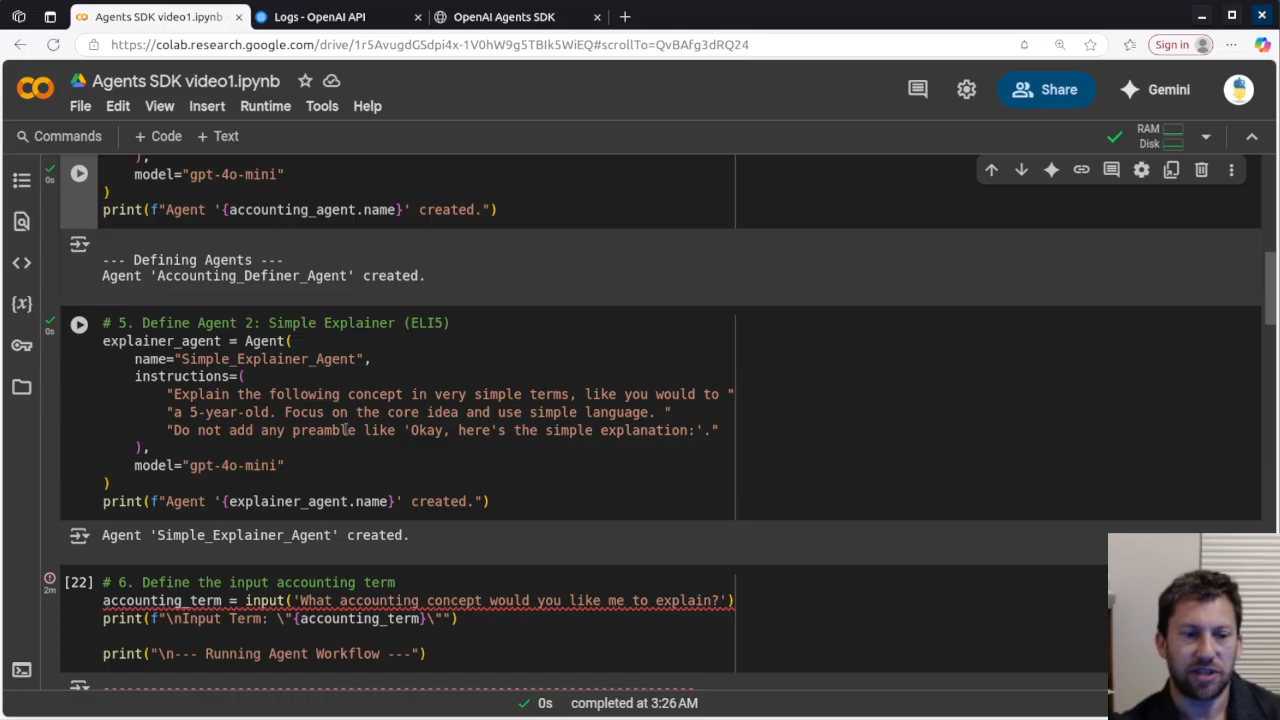 Agents SDK video1.ipynb
Logs - OpenAI API
OpenAI Agents SDK
https://colab.research.google.com/drive/1r5AvugdGSdpi4x-1V0hW9g5TBIk5WiEQ#scrollTo=QvBAfg3dRQ24
Sign in
Agents SDK video1.ipynb
File Edit View Insert Runtime Tools Help
Share
Gemini
Commands + Code + Text
RAM
Disk
0s
),
model="gpt-4o-mini"
)
print(f"Agent '{accounting_agent.name}' created.")
--- Defining Agents ---
Agent 'Accounting_Definer_Agent' created.
0s
# 5. Define Agent 2: Simple Explainer (ELI5)
explainer_agent = Agent(
name="Simple_Explainer_Agent",
instructions=(
"Explain the following concept in very simple terms, like you would to "
"a 5-year-old. Focus on the core idea and use simple language. "
"Do not add any preamble like 'Okay, here's the simple explanation:'."
),
model="gpt-4o-mini"
)
print(f"Agent '{explainer_agent.name}' created.")
Agent 'Simple_Explainer_Agent' created.
2m
[22] # 6. Define the input accounting term
accounting_term = input('What accounting concept would you like me to explain?')
print(f"\nInput Term: \"{accounting_term}\"")
print("\n--- Running Agent Workflow ---")
0s completed at 3:26 AM